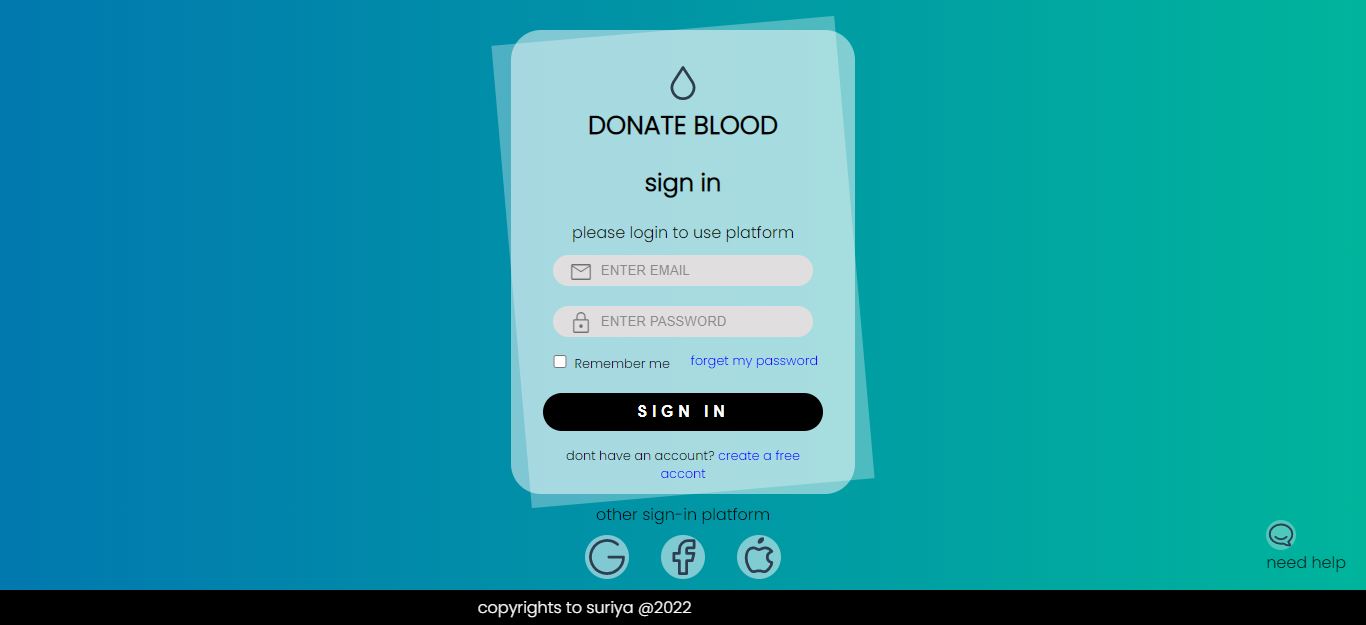 DONATE BLOOD
sign in
please login to use platform
ENTER EMAIL
ENTER PASSWORD
Remember me forget my password
SIGN IN
dont have an account? create a free
accont
other sign-in platform
need help
copyrights to suriya @2022